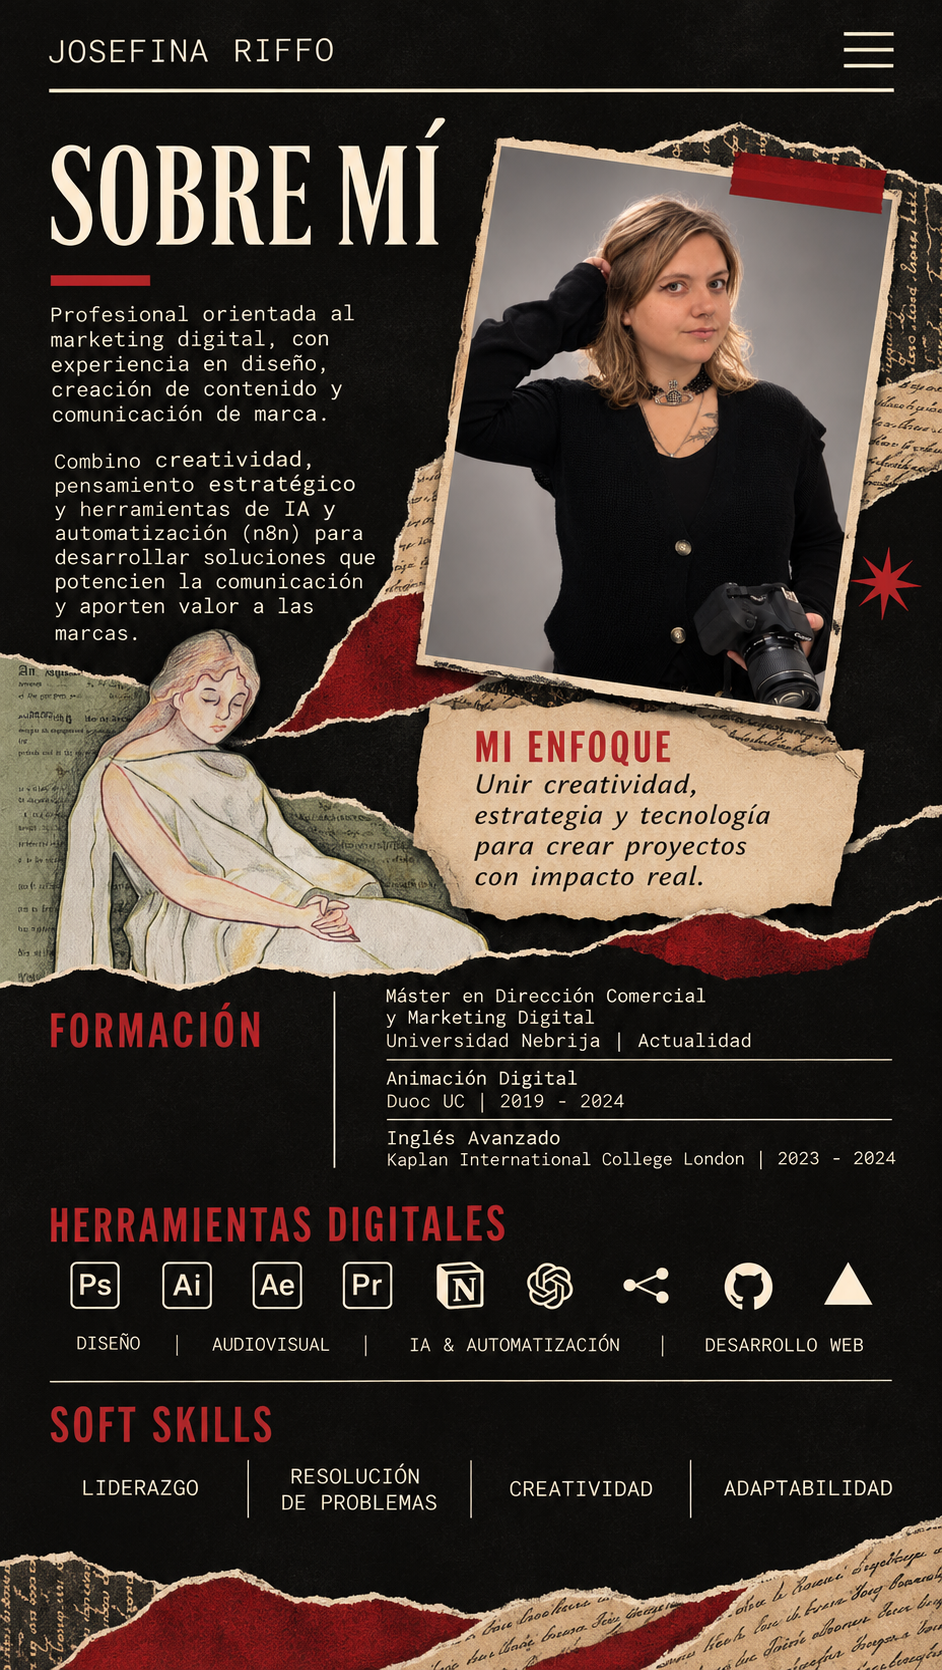 JOSEFINA RIFFO
SOBRE MÍ
Profesional orientada al
marketing digital, con
experiencia en diseño,
creación de contenido y
comunicación de marca.
Combino creatividad,
pensamiento estratégico
y herramientas de IA y
automatización (n8n) para
desarrollar soluciones que
potencien la comunicación
y aporten valor a las
marcas.
MI ENFOQUE
Unir creatividad,
estrategia y tecnología
para crear proyectos
con impacto real.
FORMACIÓN
Máster en Dirección Comercial
y Marketing Digital
Universidad Nebrija | Actualidad
Animación Digital
Duoc UC | 2019 - 2024
Inglés Avanzado
Kaplan International College London | 2023 - 2024
HERRAMIENTAS DIGITALES
Ps Ai Ae Pr N
DISEÑO | AUDIOVISUAL | IA & AUTOMATIZACIÓN | DESARROLLO WEB
SOFT SKILLS
LIDERAZGO
RESOLUCIÓN
DE PROBLEMAS
CREATIVIDAD
ADAPTABILIDAD